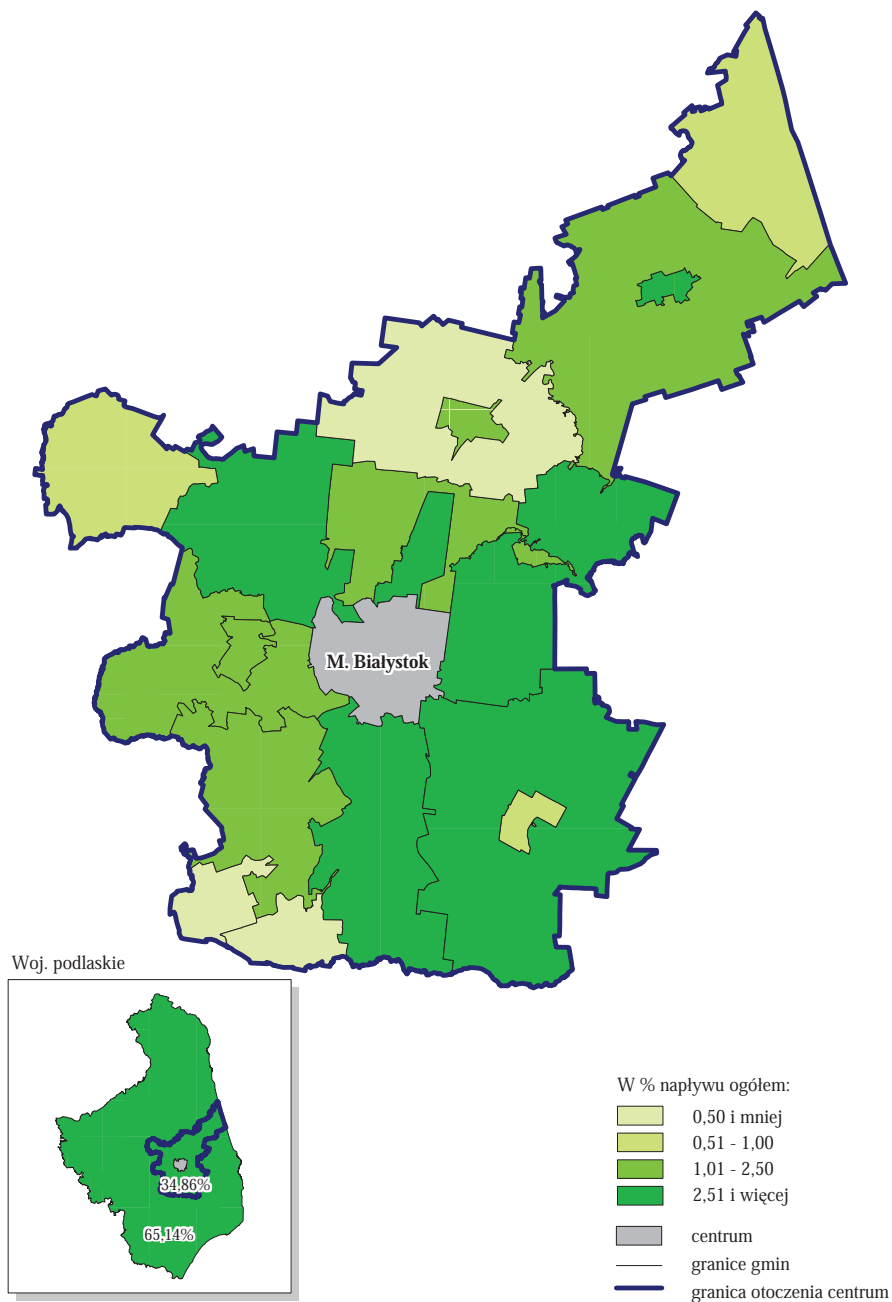 M. Białystok
Woj. podlaskie
34,86%
65,14%
W % napływu ogółem:
0,50 i mniej
0,51 - 1,00
1,01 - 2,50
2,51 i więcej
centrum
granice gmin
granica otoczenia centrum